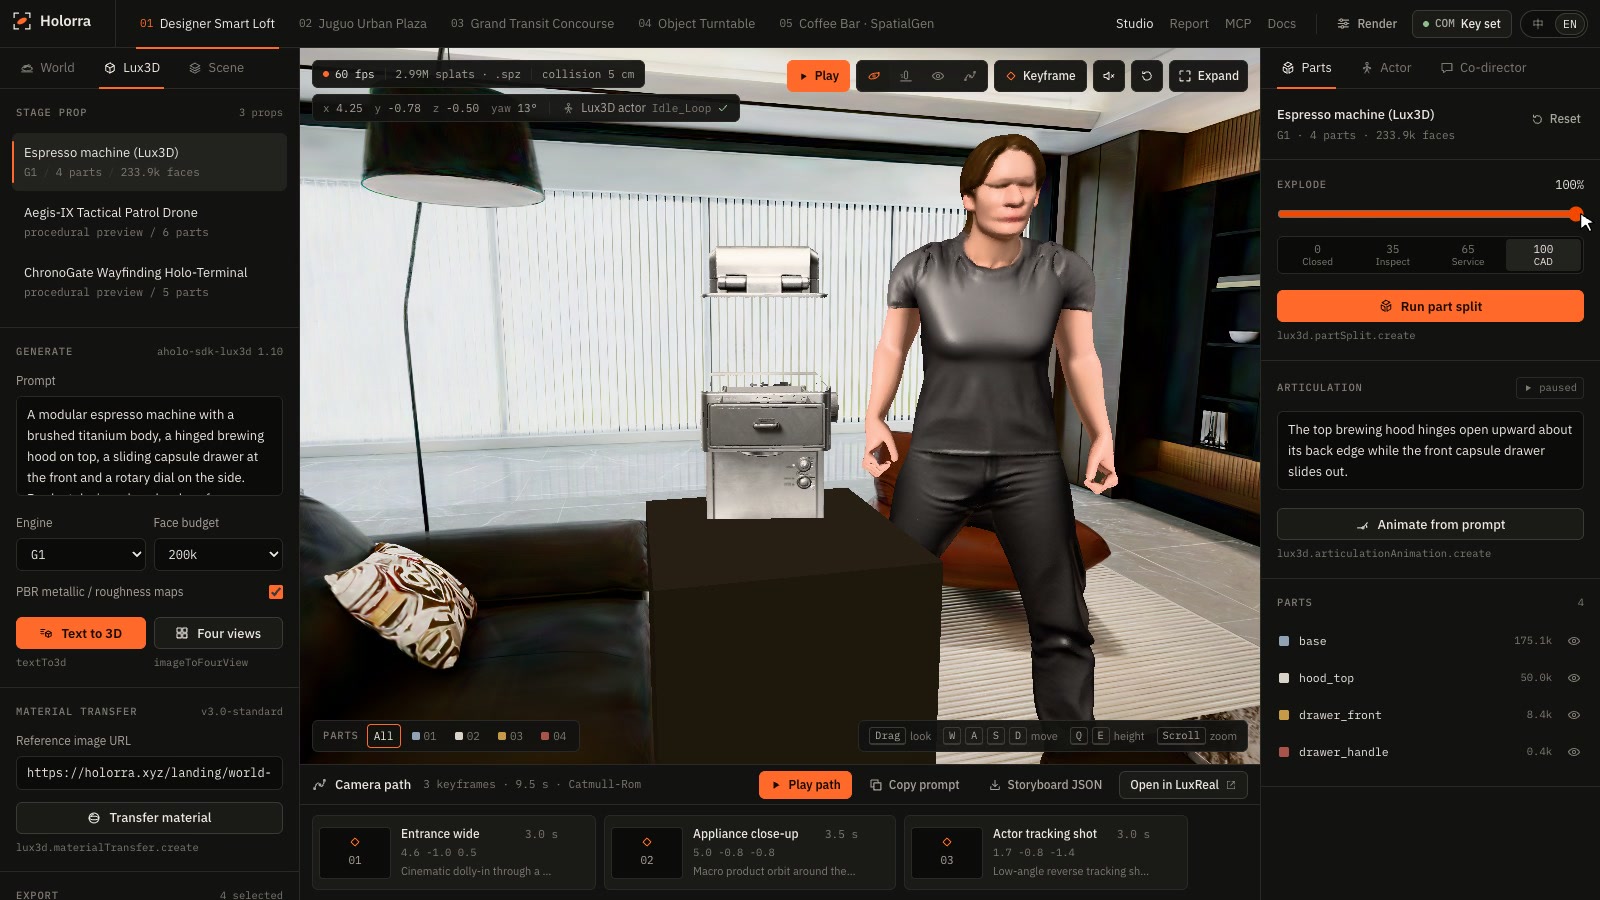 Holorra
01 Designer Smart Loft
02 Juguo Urban Plaza
03 Grand Transit Concourse
04 Object Turntable
05 Coffee Bar · SpatialGen
Studio
Report
MCP
Docs
Render
COM Key set
中
EN
World
Lux3D
Scene
STAGE PROP
3 props
Espresso machine (Lux3D)
G1 / 4 parts / 233.9k faces
Aegis-IX Tactical Patrol Drone
procedural preview / 6 parts
ChronoGate Wayfinding Holo-Terminal
procedural preview / 5 parts
GENERATE
aholo-sdk-lux3d 1.10
Prompt
A modular espresso machine with a
brushed titanium body, a hinged brewing
hood on top, a sliding capsule drawer at
the front and a rotary dial on the side.
Engine
Face budget
G1
200k
PBR metallic / roughness maps
Text to 3D
Four views
textTo3d
imageToFourView
MATERIAL TRANSFER
v3.0-standard
Reference image URL
https://holorra.xyz/landing/world-
Transfer material
lux3d.materialTransfer.create
EXPORT
4 selected
60 fps
2.99M splats · .spz
collision 5 cm
x 4.25 y -0.78 z -0.50 yaw 13°
Lux3D actor Idle_Loop
Play
Keyframe
Expand
PARTS
All
01
02
03
04
Drag look
W A S D move
Q E height
Scroll zoom
Camera path
3 keyframes · 9.5 s · Catmull-Rom
Play path
Copy prompt
Storyboard JSON
Open in LuxReal
01
Entrance wide
3.0 s
4.6 -1.0 0.5
Cinematic dolly-in through a ...
02
Appliance close-up
3.5 s
5.0 -0.8 -0.8
Macro product orbit around the...
03
Actor tracking shot
3.0 s
1.7 -0.8 -1.4
Low-angle reverse tracking sh...
Parts
Actor
Co-director
Espresso machine (Lux3D)
G1 · 4 parts · 233.9k faces
Reset
EXPLODE
100%
0
Closed
35
Inspect
65
Service
100
CAD
Run part split
lux3d.partSplit.create
ARTICULATION
paused
The top brewing hood hinges open upward about
its back edge while the front capsule drawer
slides out.
Animate from prompt
lux3d.articulationAnimation.create
PARTS
4
base
175.1k
hood_top
50.0k
drawer_front
8.4k
drawer_handle
0.4k